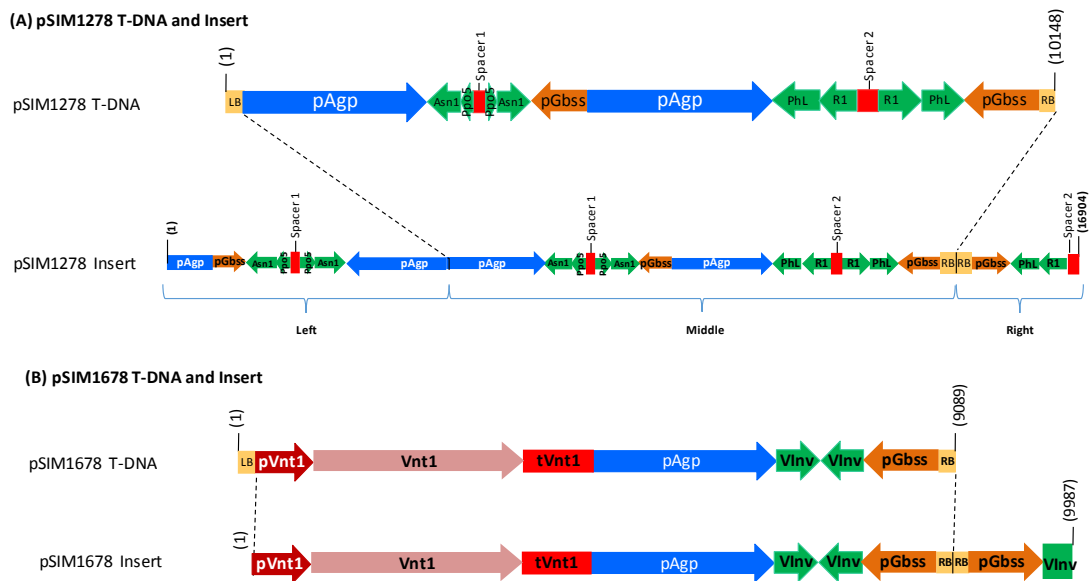 (A) pSIM1278 T-DNA and Insert
(1) Spacer 1 Spacer 2 (10148)
pSIM1278 T-DNA LB pAgp Asn1 Ppo5 Ppo5 Asn1 pGbss pAgp PhL R1 R1 PhL pGbss RB
(1) Spacer 1 Spacer 1 Spacer 2 Spacer 2 (16904)
pSIM1278 Insert pAgp pGbss Asn1 Ppo5 Ppo5 Asn1 pAgp pAgp Asn1 Ppo5 Ppo5 Asn1 pGbss pAgp PhL R1 R1 PhL pGbss RB RB pGbss PhL R1
Left Middle Right
(B) pSIM1678 T-DNA and Insert
(1) (9089)
pSIM1678 T-DNA LB pVnt1 Vnt1 tVnt1 pAgp VInv VInv pGbss RB
(1) (9987)
pSIM1678 Insert pVnt1 Vnt1 tVnt1 pAgp VInv VInv pGbss RB RB pGbss VInv